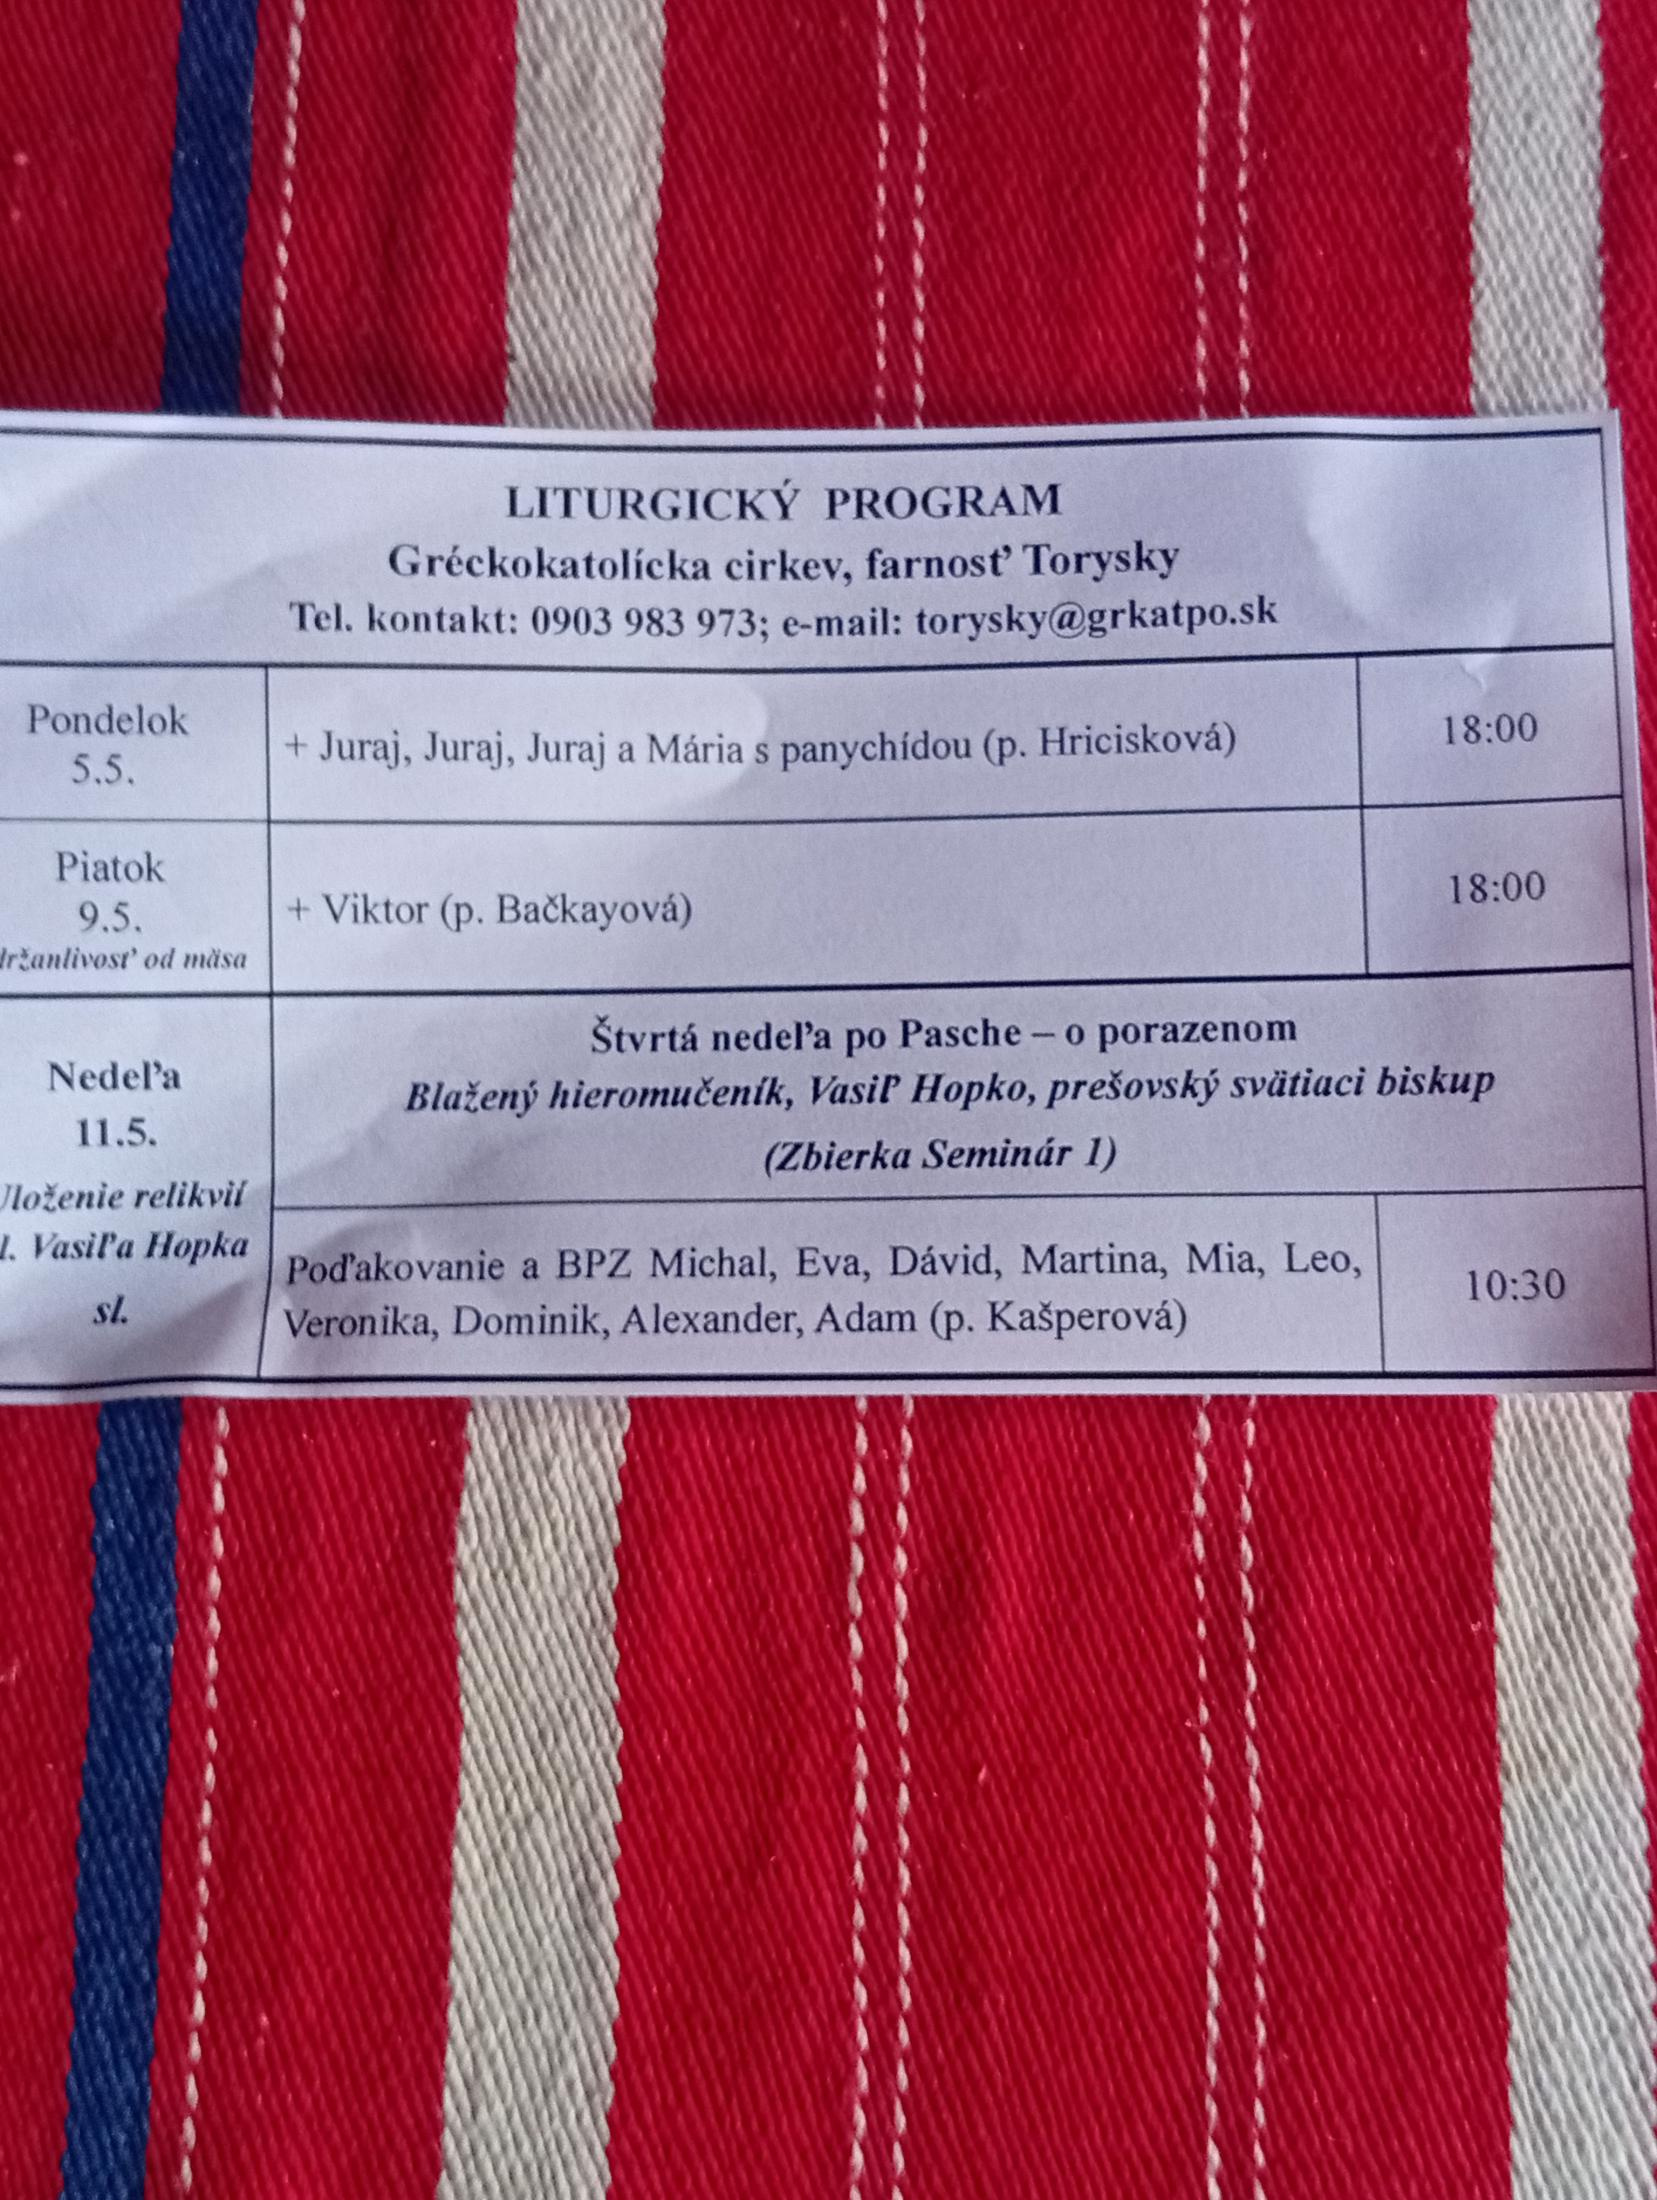 LITURGICKÝ PROGRAM
Gréckokatolícka cirkev, farnosť Torysky
Tel. kontakt: 0903 983 973; e-mail: torysky@grkatpo.sk
Pondelok
5.5.
+ Juraj, Juraj, Juraj a Mária s panychídou (p. Hricisková)
18:00
Piatok
9.5.
držanlivosť od mäsa
+ Viktor (p. Bačkayová)
18:00
Nedeľa
11.5.
Uloženie relikvií
l. Vasiľa Hopka
sl.
Štvrtá nedeľa po Pasche – o porazenom
Blažený hieromučeník, Vasiľ Hopko, prešovský svätiaci biskup
(Zbierka Seminár 1)
Poďakovanie a BPZ Michal, Eva, Dávid, Martina, Mia, Leo,
Veronika, Dominik, Alexander, Adam (p. Kašperová)
10:30